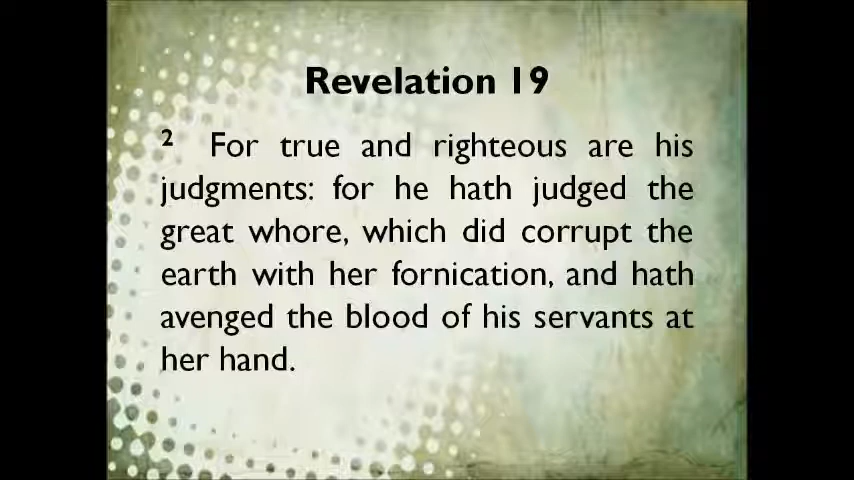 Revelation 19
2 For true and righteous are his
judgments: for he hath judged the
great whore, which did corrupt the
earth with her fornication, and hath
avenged the blood of his servants at
her hand.